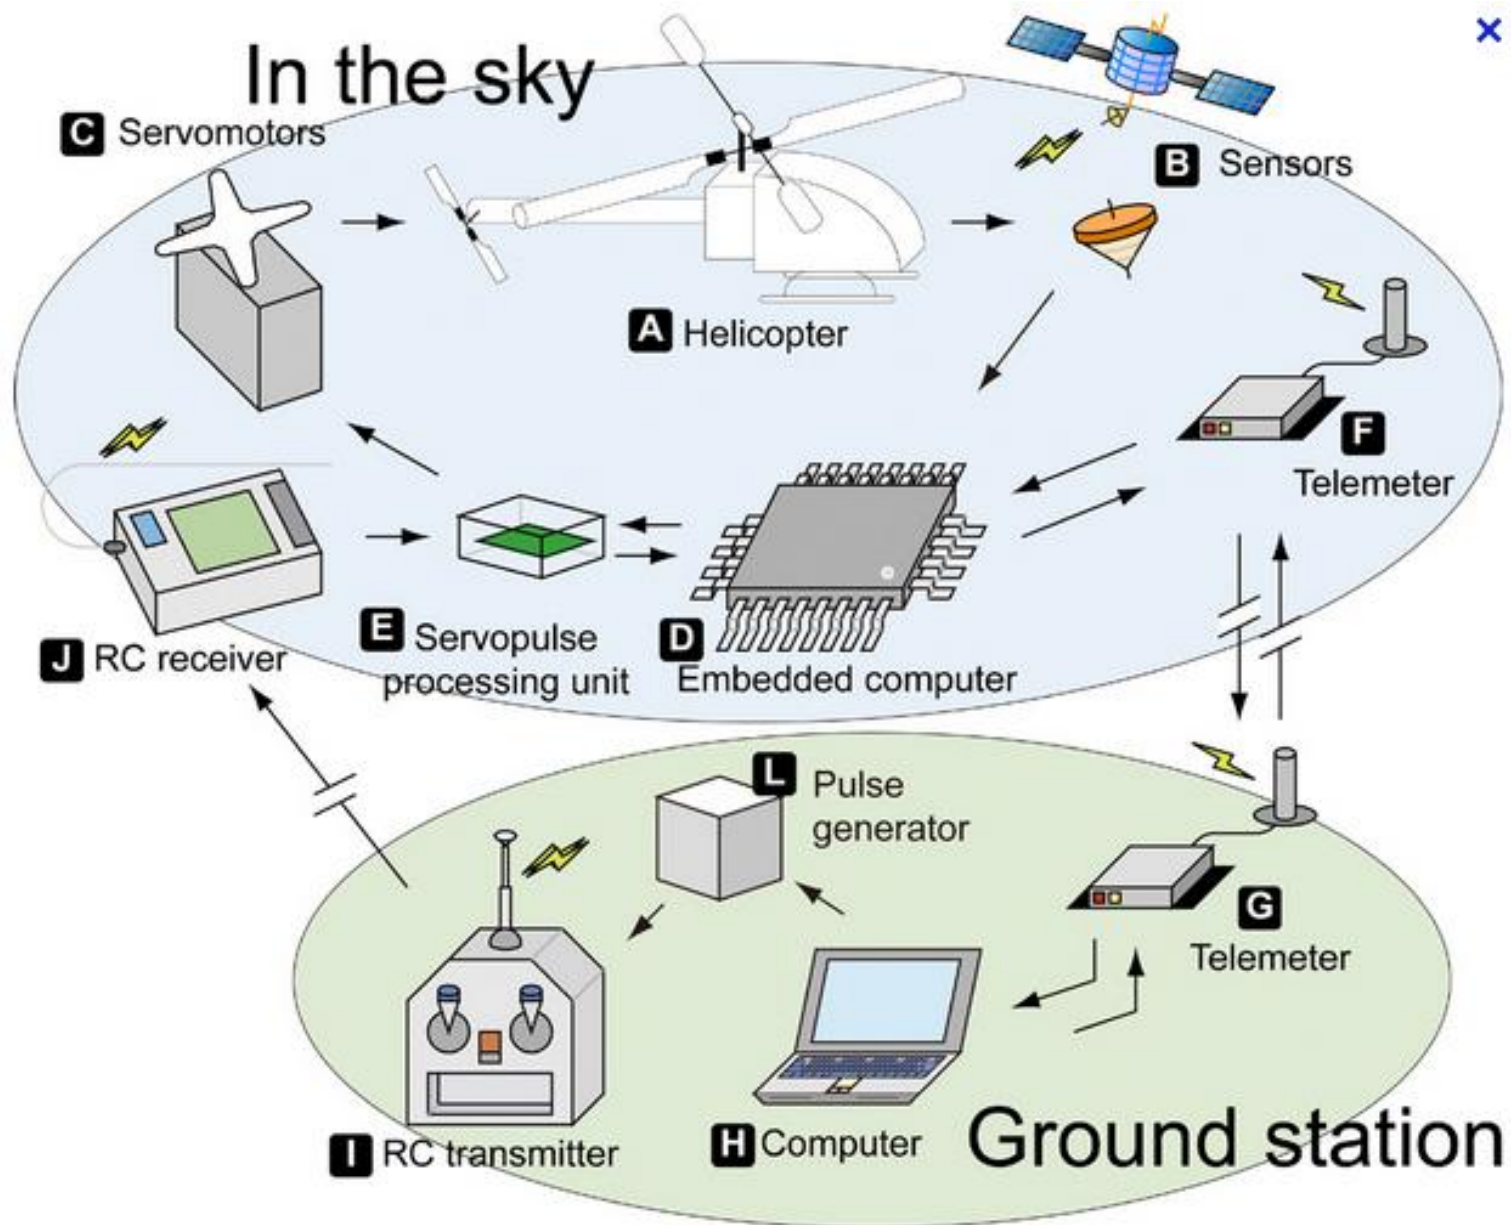 In the sky
C Servomotors
B Sensors
A Helicopter
F
Telemeter
E Servopulse
processing unit
D
Embedded computer
J RC receiver
L Pulse
generator
G
Telemeter
I RC transmitter
H Computer
Ground station